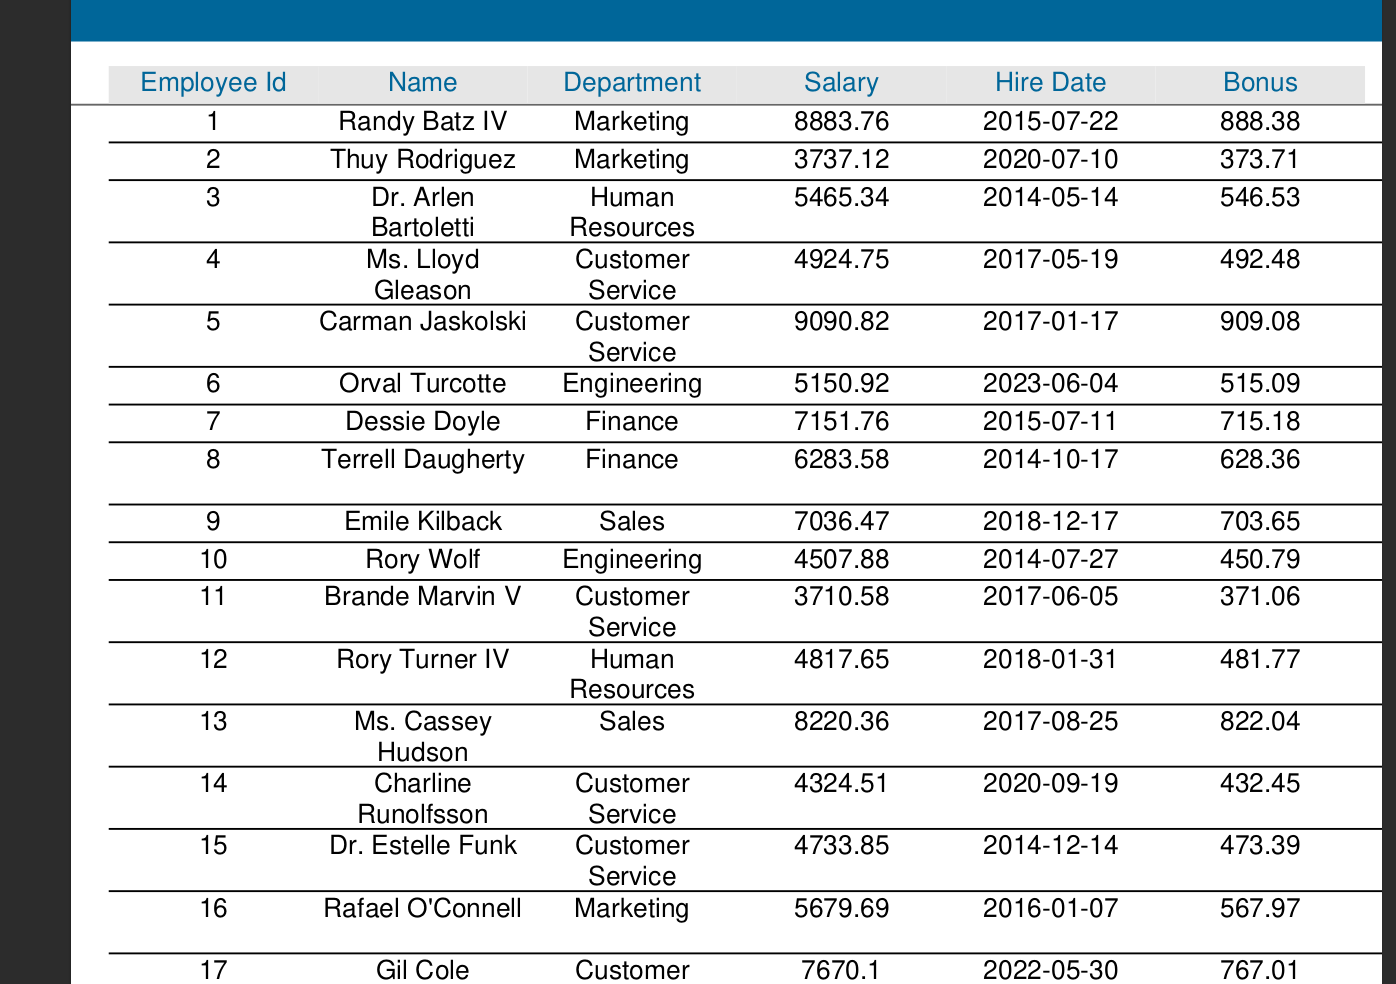 Employee Id Name Department Salary Hire Date Bonus
1 Randy Batz IV Marketing 8883.76 2015-07-22 888.38
2 Thuy Rodriguez Marketing 3737.12 2020-07-10 373.71
3 Dr. Arlen Human 5465.34 2014-05-14 546.53
Bartoletti Resources
4 Ms. Lloyd Customer 4924.75 2017-05-19 492.48
Gleason Service
5 Carman Jaskolski Customer 9090.82 2017-01-17 909.08
Service
6 Orval Turcotte Engineering 5150.92 2023-06-04 515.09
7 Dessie Doyle Finance 7151.76 2015-07-11 715.18
8 Terrell Daugherty Finance 6283.58 2014-10-17 628.36
9 Emile Kilback Sales 7036.47 2018-12-17 703.65
10 Rory Wolf Engineering 4507.88 2014-07-27 450.79
11 Brande Marvin V Customer 3710.58 2017-06-05 371.06
Service
12 Rory Turner IV Human 4817.65 2018-01-31 481.77
Resources
13 Ms. Cassey Sales 8220.36 2017-08-25 822.04
Hudson
14 Charline Customer 4324.51 2020-09-19 432.45
Runolfsson Service
15 Dr. Estelle Funk Customer 4733.85 2014-12-14 473.39
Service
16 Rafael O'Connell Marketing 5679.69 2016-01-07 567.97
17 Gil Cole Customer 7670.1 2022-05-30 767.01